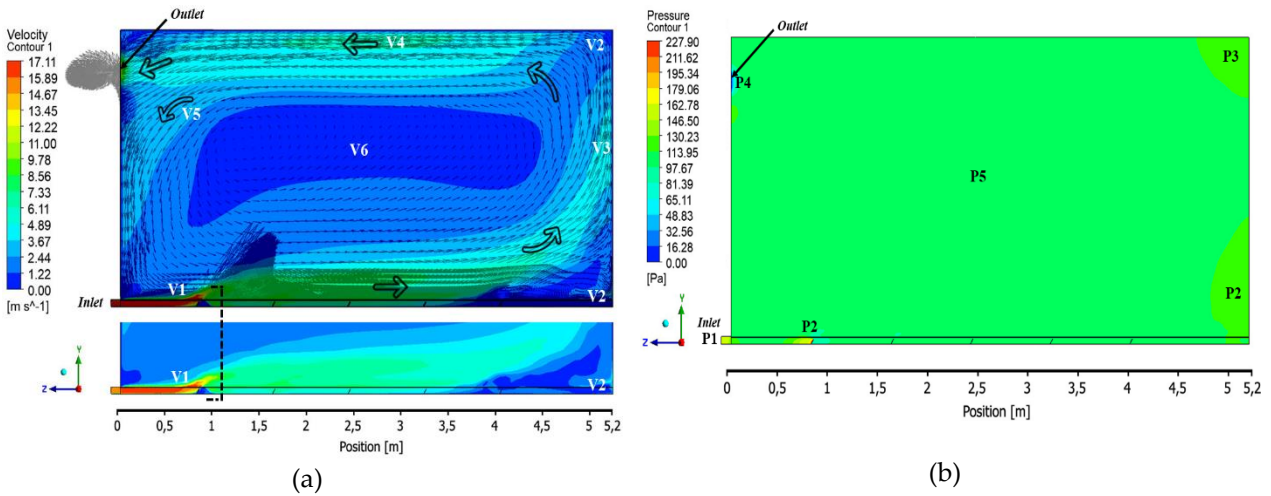 Outlet
Velocity
Contour 1
17.11
15.89
14.67
13.45
12.22
11.00
9.78
8.56
7.33
6.11
4.89
3.67
2.44
1.22
0.00
[m s^-1]
V4
V2
V5
V6
V3
V1
V2
Inlet
V1
V2
Y
Z
0 0,5 1 1,5 2 2,5 3 3,5 4 4,5 5 5,2
Position [m]
(a)
Pressure
Contour 1
227.90
211.62
195.34
179.06
162.78
146.50
130.23
113.95
97.67
81.39
65.11
48.83
32.56
16.28
0.00
[Pa]
Outlet
P3
P4
P5
P2
Inlet
P1
P2
Y
Z
0 0,5 1 1,5 2 2,5 3 3,5 4 4,5 5 5,2
Position [m]
(b)